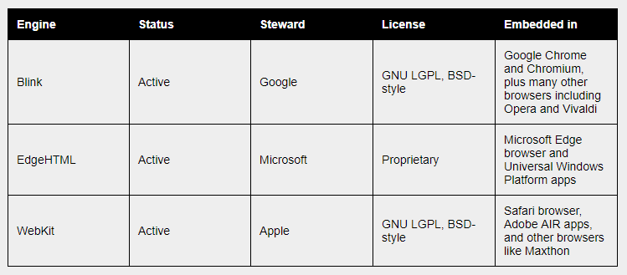 Engine Status Steward License Embedded in
Blink Active Google GNU LGPL, BSD-
style Google Chrome
and Chromium,
plus many other
browsers including
Opera and Vivaldi
EdgeHTML Active Microsoft Proprietary Microsoft Edge
browser and
Universal Windows
Platform apps
WebKit Active Apple GNU LGPL, BSD-
style Safari browser,
Adobe AIR apps,
and other browsers
like Maxthon